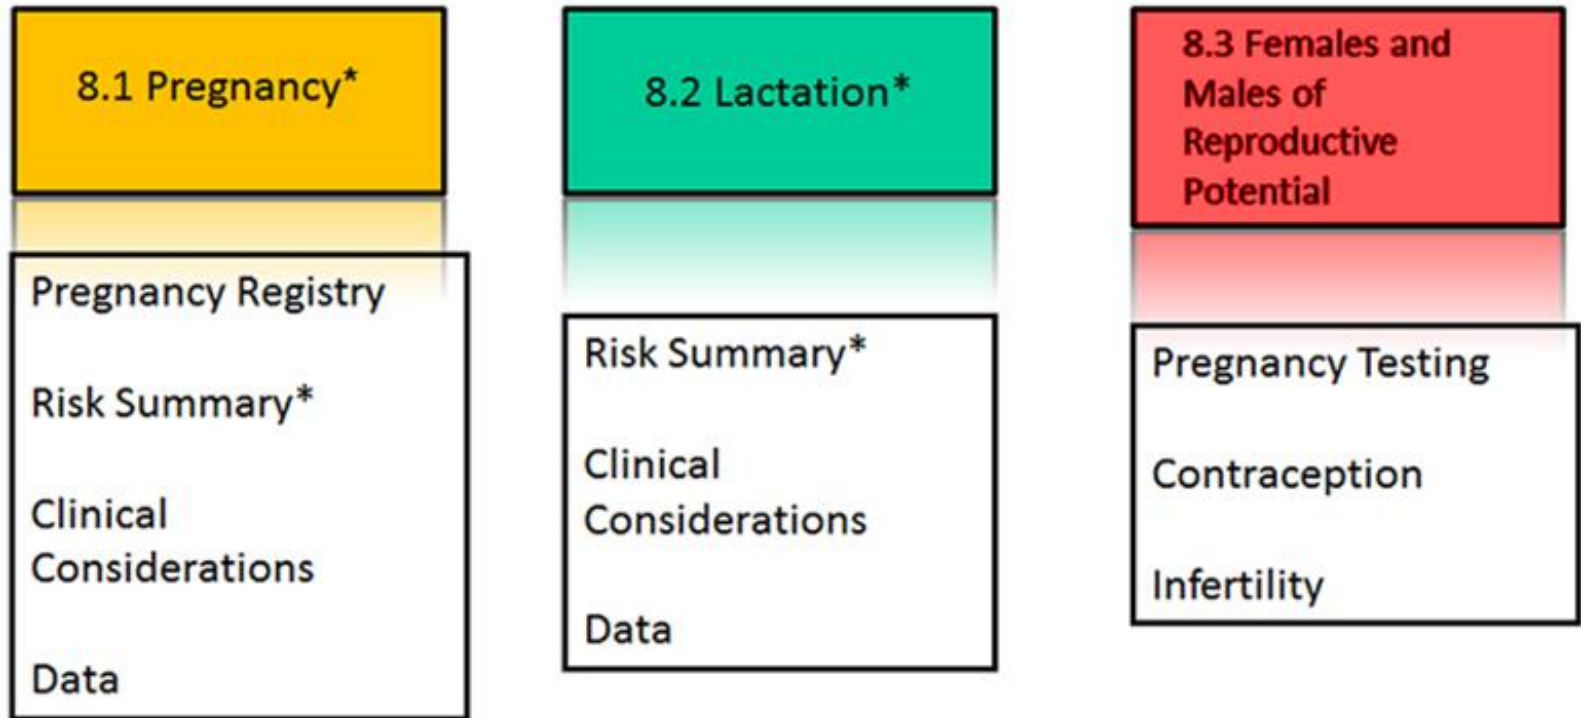 8.1 Pregnancy*
Pregnancy Registry
Risk Summary*
Clinical
Considerations
Data
8.2 Lactation*
Risk Summary*
Clinical
Considerations
Data
8.3 Females and
Males of
Reproductive
Potential
Pregnancy Testing
Contraception
Infertility